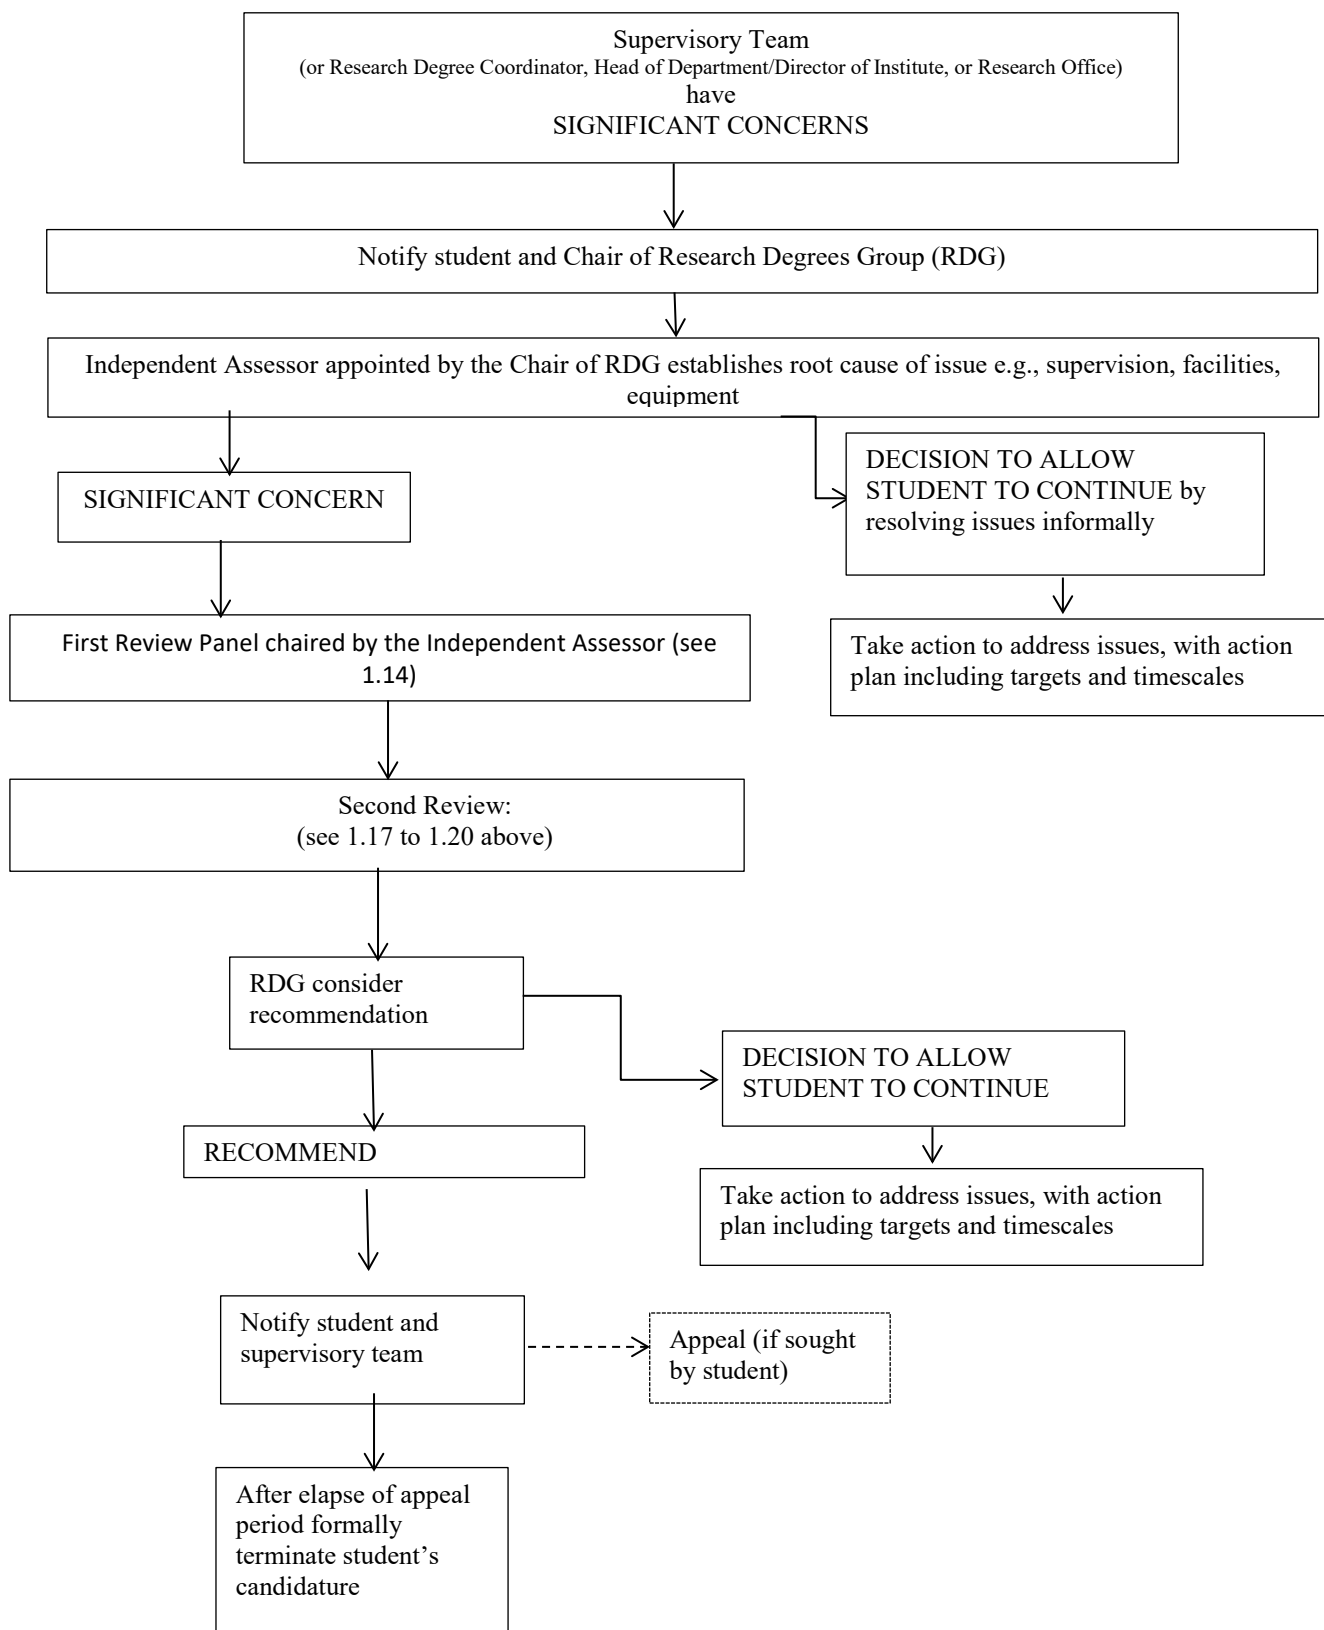 Supervisory Team
(or Research Degree Coordinator, Head of Department/Director of Institute, or Research Office)
have
SIGNIFICANT CONCERNS
Notify student and Chair of Research Degrees Group (RDG)
Independent Assessor appointed by the Chair of RDG establishes root cause of issue e.g., supervision, facilities,
equipment
DECISION TO ALLOW
STUDENT TO CONTINUE by
resolving issues informally
SIGNIFICANT CONCERN
First Review Panel chaired by the Independent Assessor (see
1.14)
Take action to address issues, with action
plan including targets and timescales
Second Review:
(see 1.17 to 1.20 above)
RDG consider
recommendation
DECISION TO ALLOW
STUDENT TO CONTINUE
RECOMMEND
Take action to address issues, with action
plan including targets and timescales
Notify student and
supervisory team
Appeal (if sought
by student)
After elapse of appeal
period formally
terminate student’s
candidature